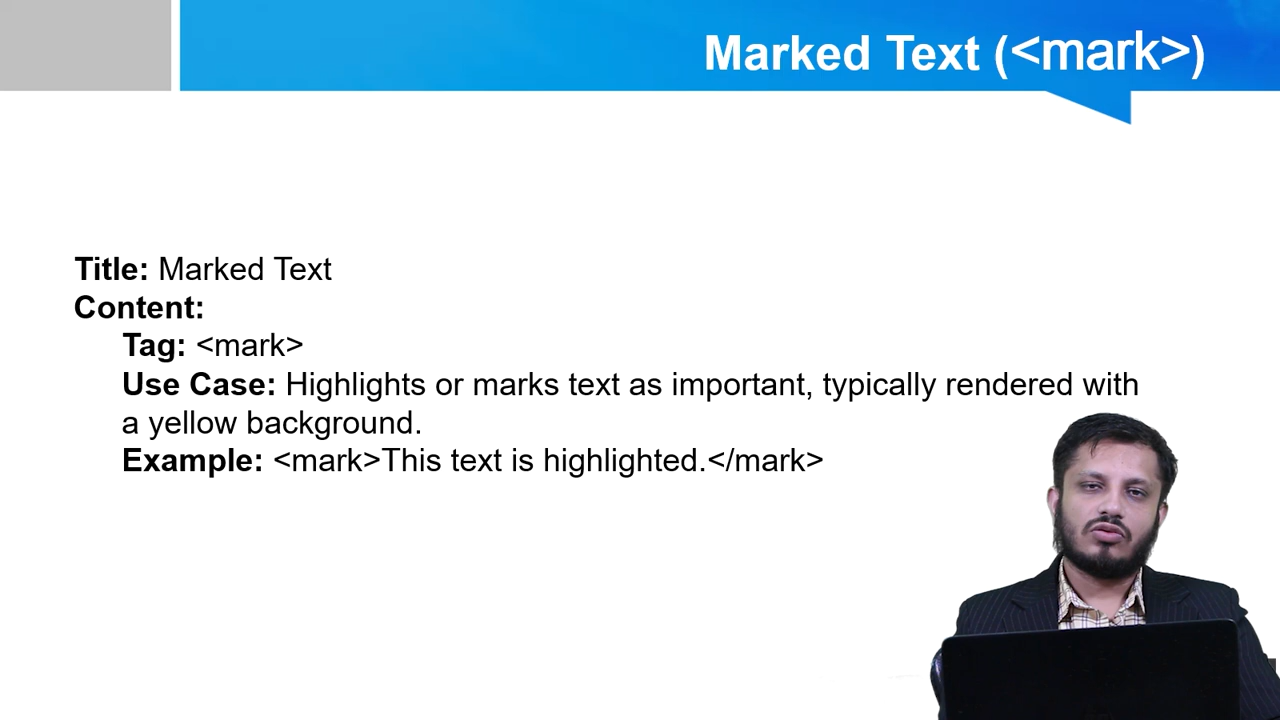 Marked Text (<mark>)
Title: Marked Text
Content:
Tag: <mark>
Use Case: Highlights or marks text as important, typically rendered with
a yellow background.
Example: <mark>This text is highlighted.</mark>